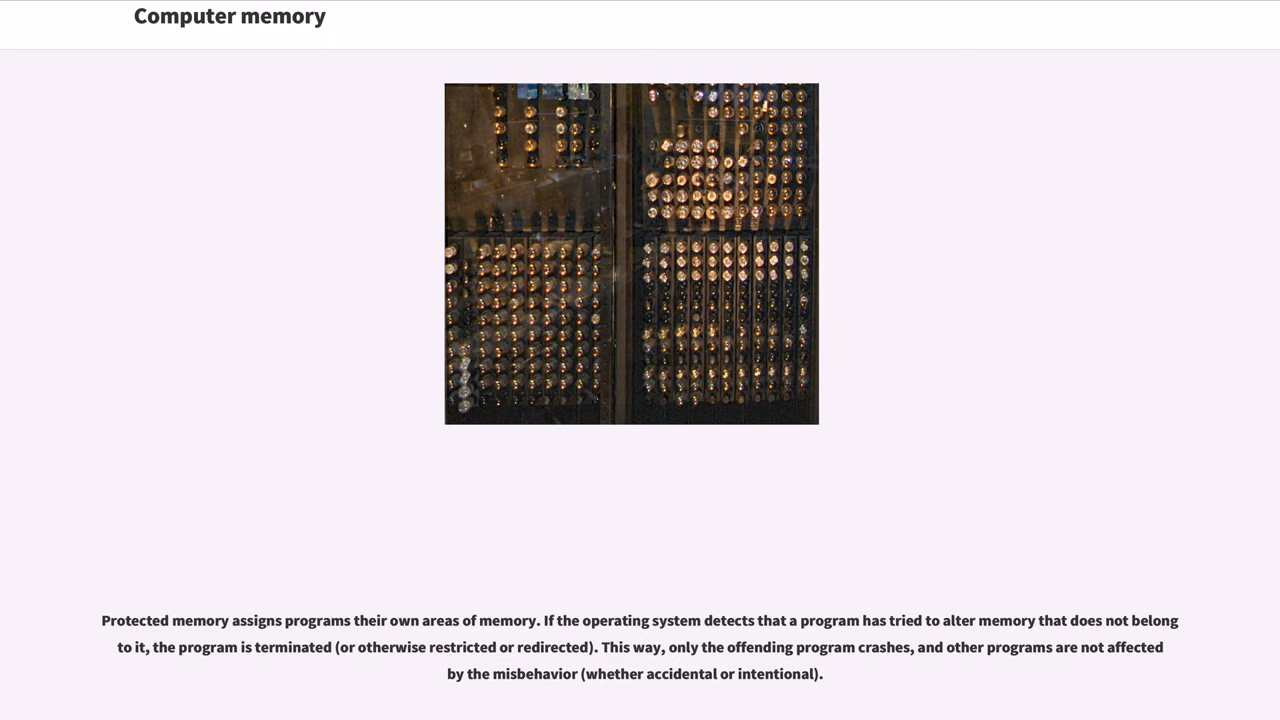 Computer memory
Protected memory assigns programs their own areas of memory. If the operating system detects that a program has tried to alter memory that does not belong
to it, the program is terminated (or otherwise restricted or redirected). This way, only the offending program crashes, and other programs are not affected
by the misbehavior (whether accidental or intentional).